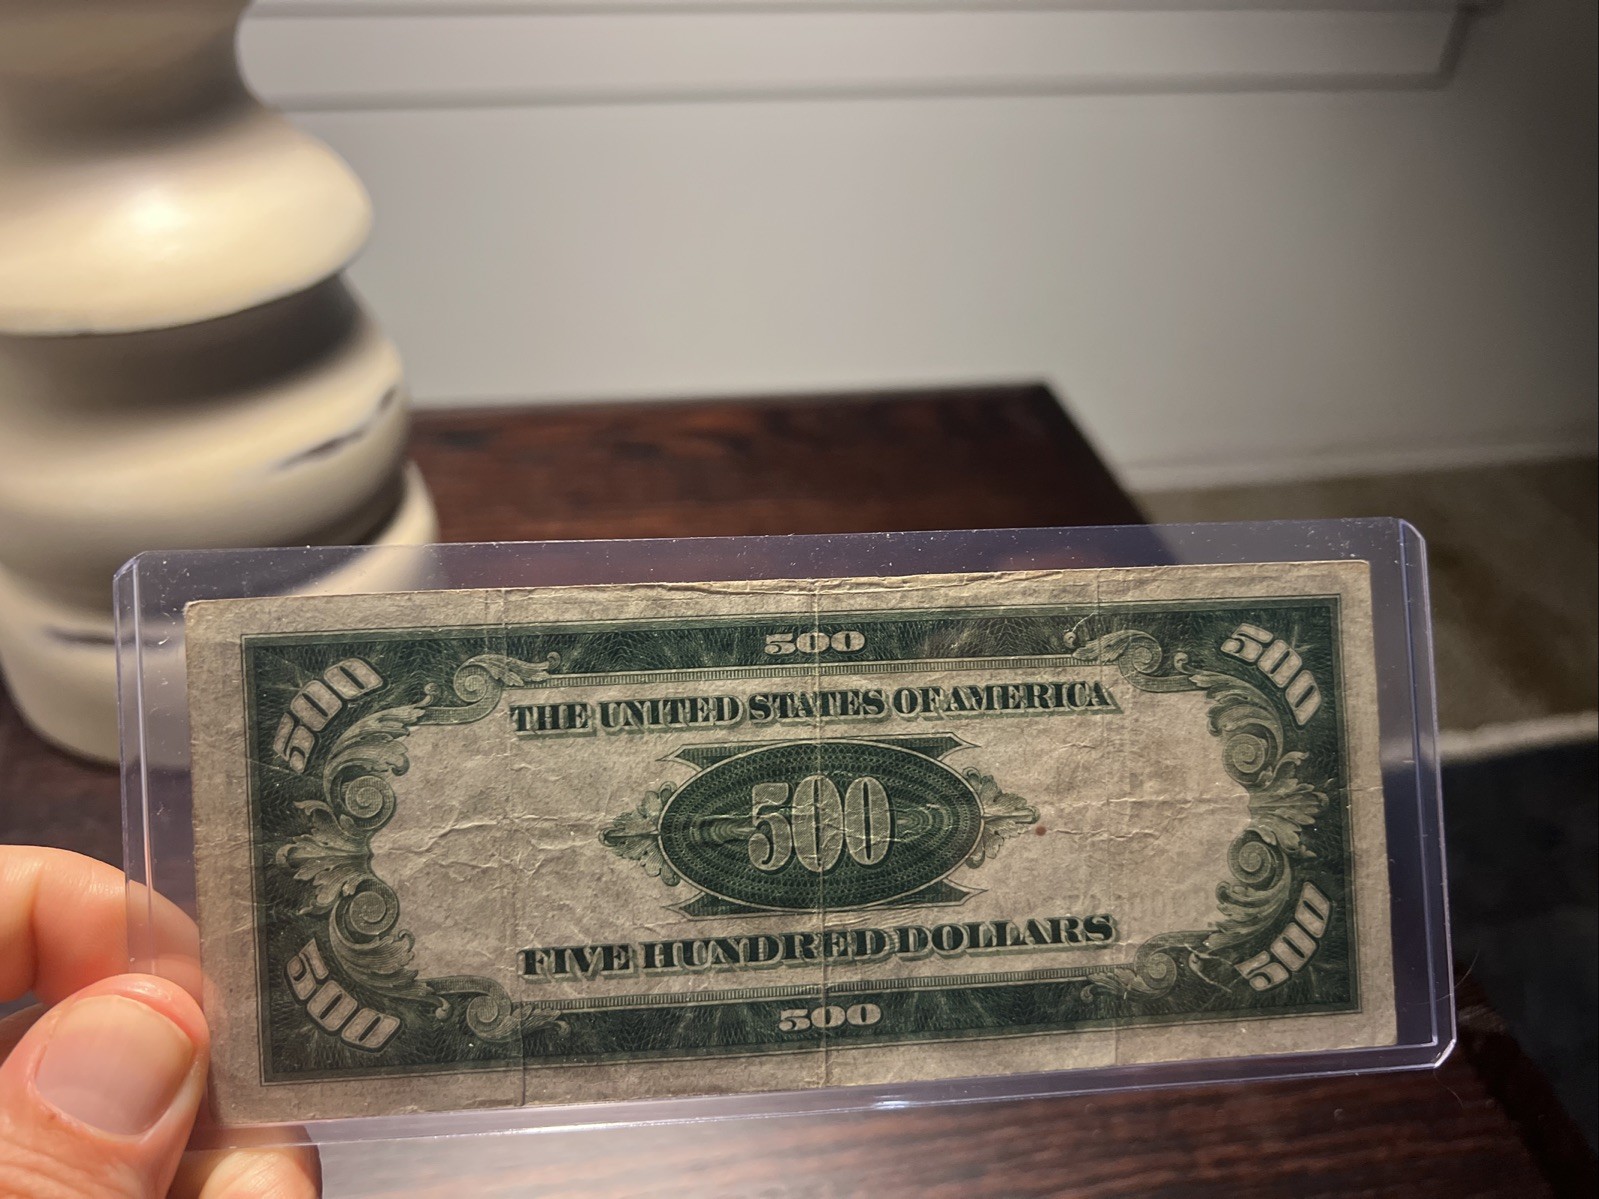 500
500 500
THE UNITED STATES OF AMERICA
500
FIVE HUNDRED DOLLARS
500 500
500